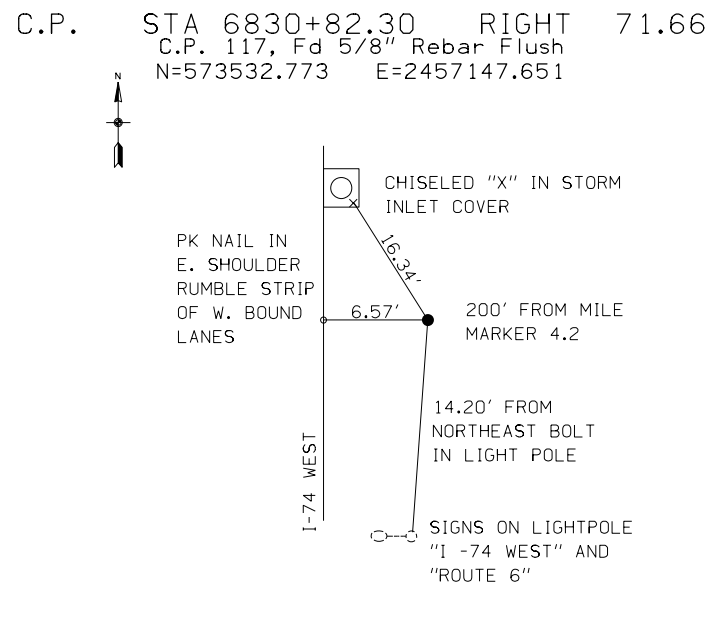 C.P. STA 6830+82.30 RIGHT 71.66
C.P. 117, Fd 5/8" Rebar Flush
N=573532.773 E=2457147.651
N
CHISELED "X" IN STORM
INLET COVER
16.34'
PK NAIL IN
E. SHOULDER
RUMBLE STRIP
OF W. BOUND
LANES
6.57'
200' FROM MILE
MARKER 4.2
14.20' FROM
NORTHEAST BOLT
IN LIGHT POLE
I-74 WEST
SIGNS ON LIGHTPOLE
"I -74 WEST" AND
"ROUTE 6"